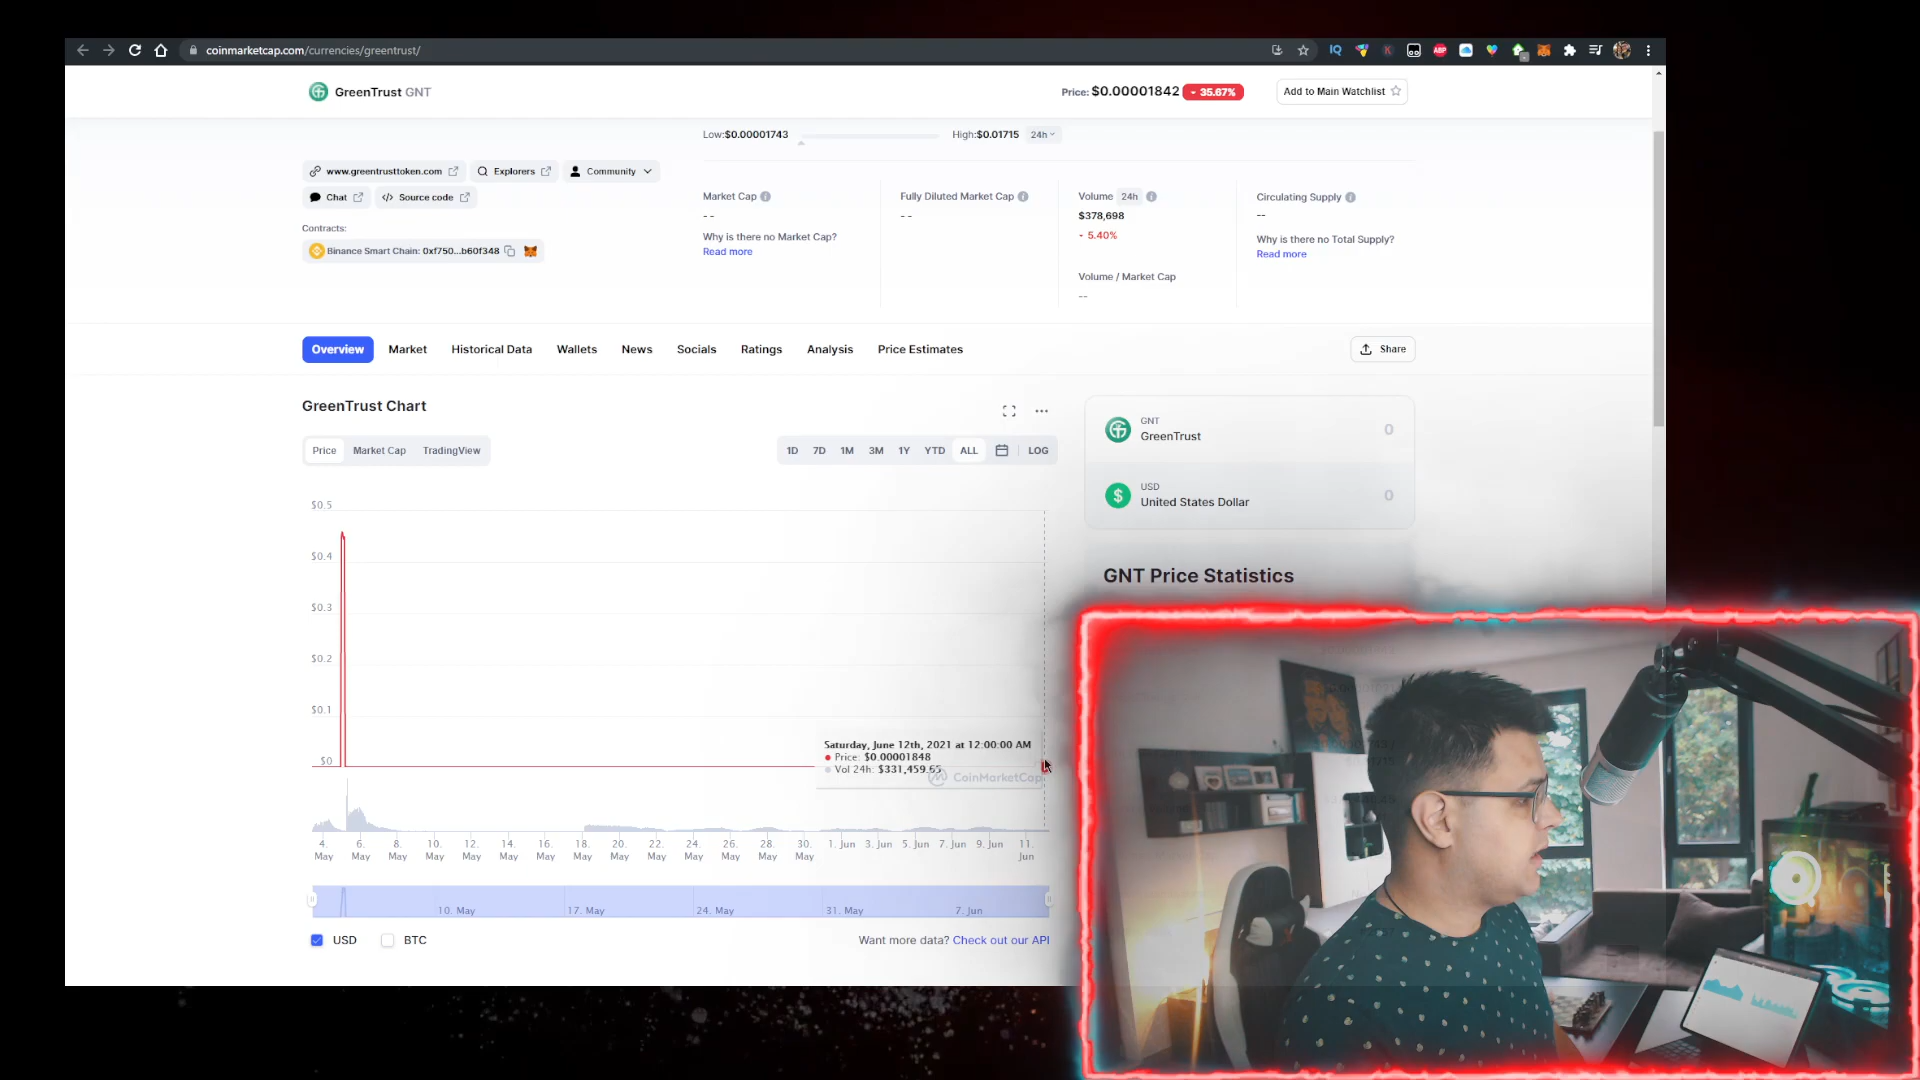 coinmarketcap.com/currencies/greentrust/
GreenTrust GNT
Price: $0.00001842 35.67%
Add to Main Watchlist
Low:$0.00001743
High:$0.01715
24h
www.greentrusttoken.com
Explorers
Community
Chat
Source code
Contracts:
Binance Smart Chain: 0xf750...b60f348
Market Cap
--
Why is there no Market Cap?
Read more
Fully Diluted Market Cap
--
Volume 24h
$378,698
5.40%
Volume / Market Cap
--
Circulating Supply
--
Why is there no Total Supply?
Read more
Overview
Market
Historical Data
Wallets
News
Socials
Ratings
Analysis
Price Estimates
Share
GreenTrust Chart
Price
Market Cap
TradingView
1D
7D
1M
3M
1Y
YTD
ALL
LOG
$0.5
$0.4
$0.3
$0.2
$0.1
$0
Saturday, June 12th, 2021 at 12:00:00 AM
Price: $0.00001848
Vol 24h: $331,459.65
CoinMarketCap
4. May
6. May
8. May
10. May
12. May
14. May
16. May
18. May
20. May
22. May
24. May
26. May
28. May
30. May
1. Jun
3. Jun
5. Jun
7. Jun
9. Jun
11. Jun
10. May
17. May
24. May
31. May
7. Jun
USD
BTC
Want more data? Check out our API
GNT
GreenTrust
0
USD
United States Dollar
0
GNT Price Statistics